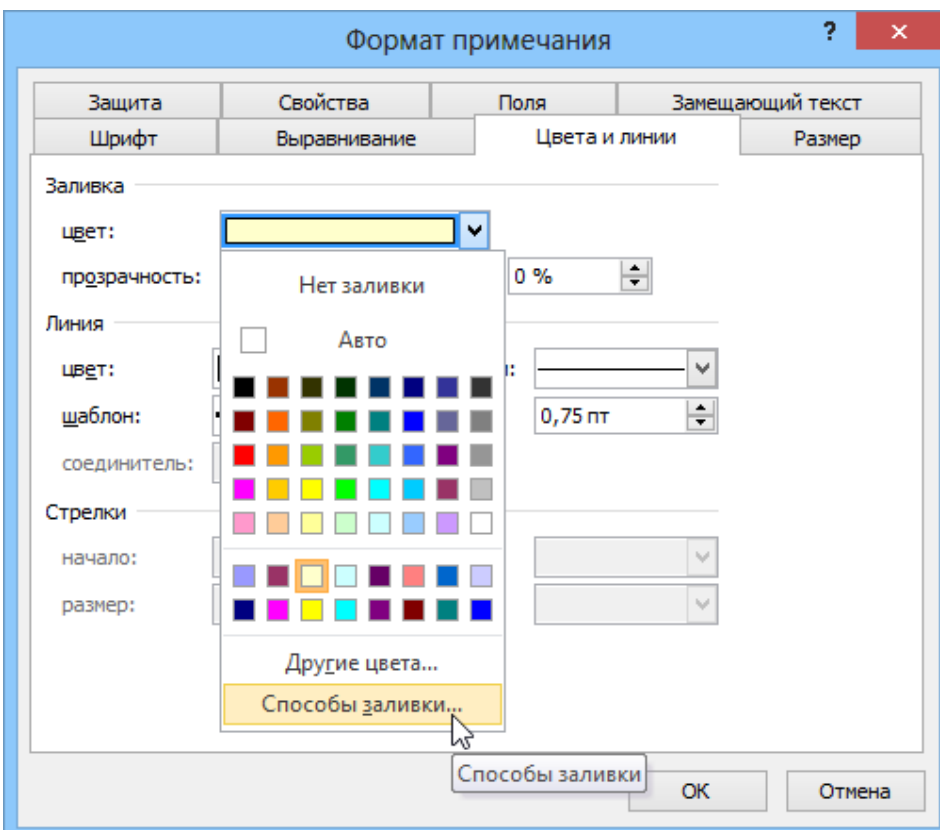 Формат примечания
?
Защита Свойства Поля Замещающий текст
Шрифт Выравнивание Цвета и линии Размер
Заливка
цвет:
прозрачность: 0 %
Нет заливки
Линия
Авто
цвет:
шаблон: 0,75 пт
соединитель:
Стрелки
начало:
размер:
Другие цвета...
Способы заливки...
Способы заливки
ОК Отмена